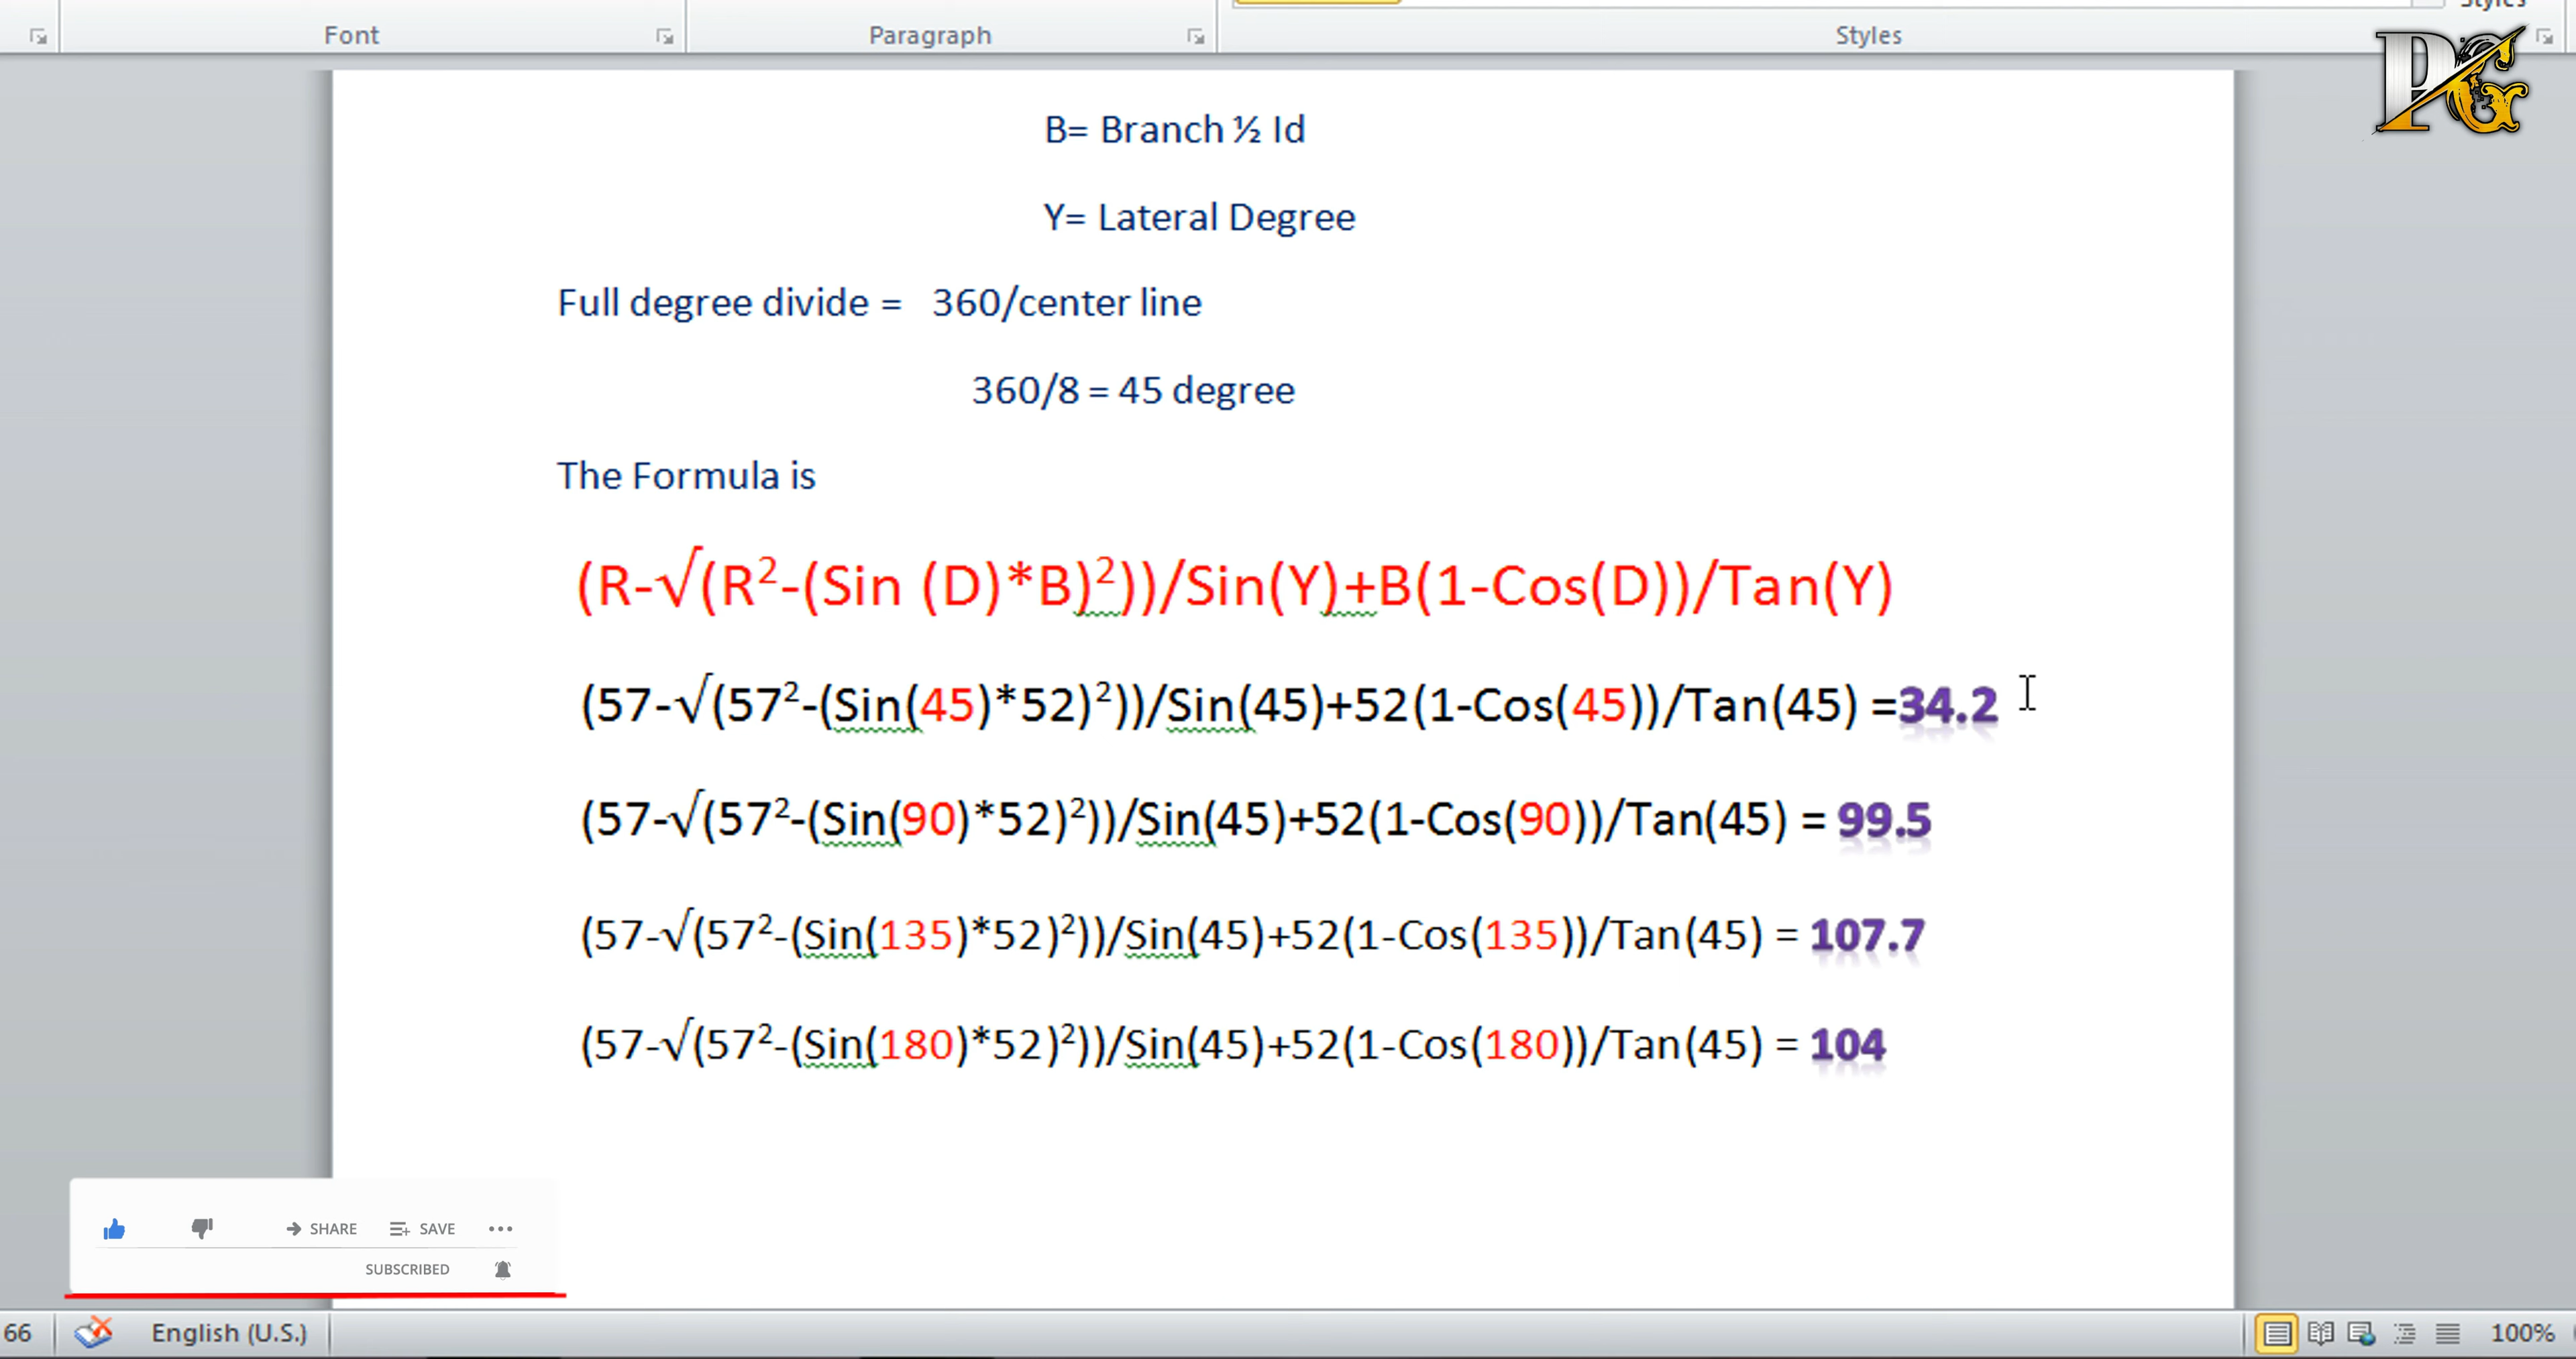 Styles
Font
Paragraph
Styles
PG
B= Branch ½ Id
Y= Lateral Degree
Full degree divide = 360/center line
360/8 = 45 degree
The Formula is
(R-√(R²-(Sin (D)*B)²))/Sin(Y)+B(1-Cos(D))/Tan(Y)
(57-√(57²-(Sin(45)*52)²))/Sin(45)+52(1-Cos(45))/Tan(45) =34.2
(57-√(57²-(Sin(90)*52)²))/Sin(45)+52(1-Cos(90))/Tan(45) = 99.5
(57-√(57²-(Sin(135)*52)²))/Sin(45)+52(1-Cos(135))/Tan(45) = 107.7
(57-√(57²-(Sin(180)*52)²))/Sin(45)+52(1-Cos(180))/Tan(45) = 104
SHARE SAVE
SUBSCRIBED
66 English (U.S.) 100%